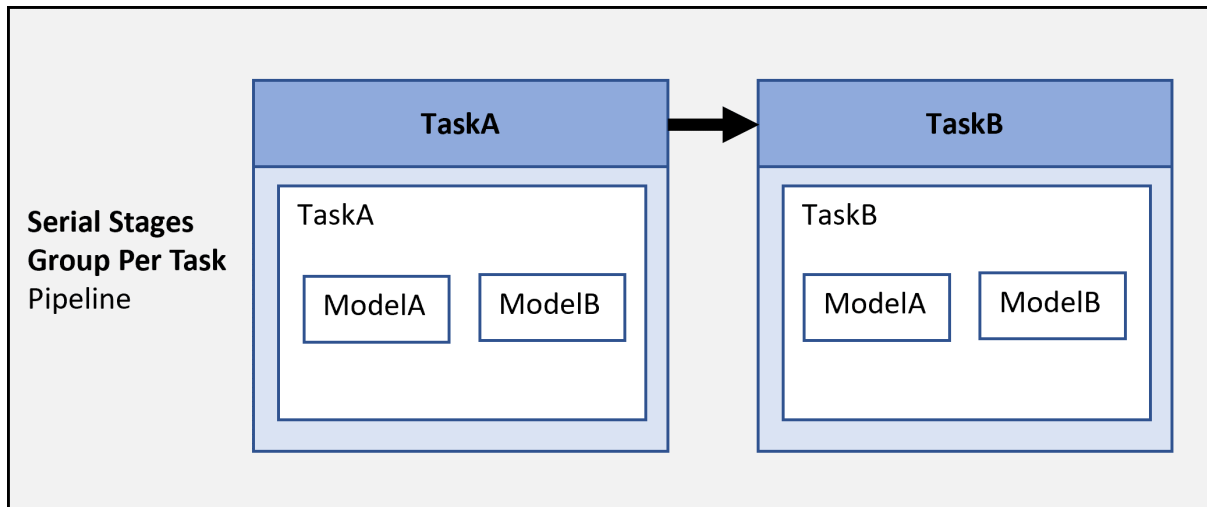 Serial Stages
Group Per Task
Pipeline
TaskA
TaskA
ModelA
ModelB
TaskB
TaskB
ModelA
ModelB